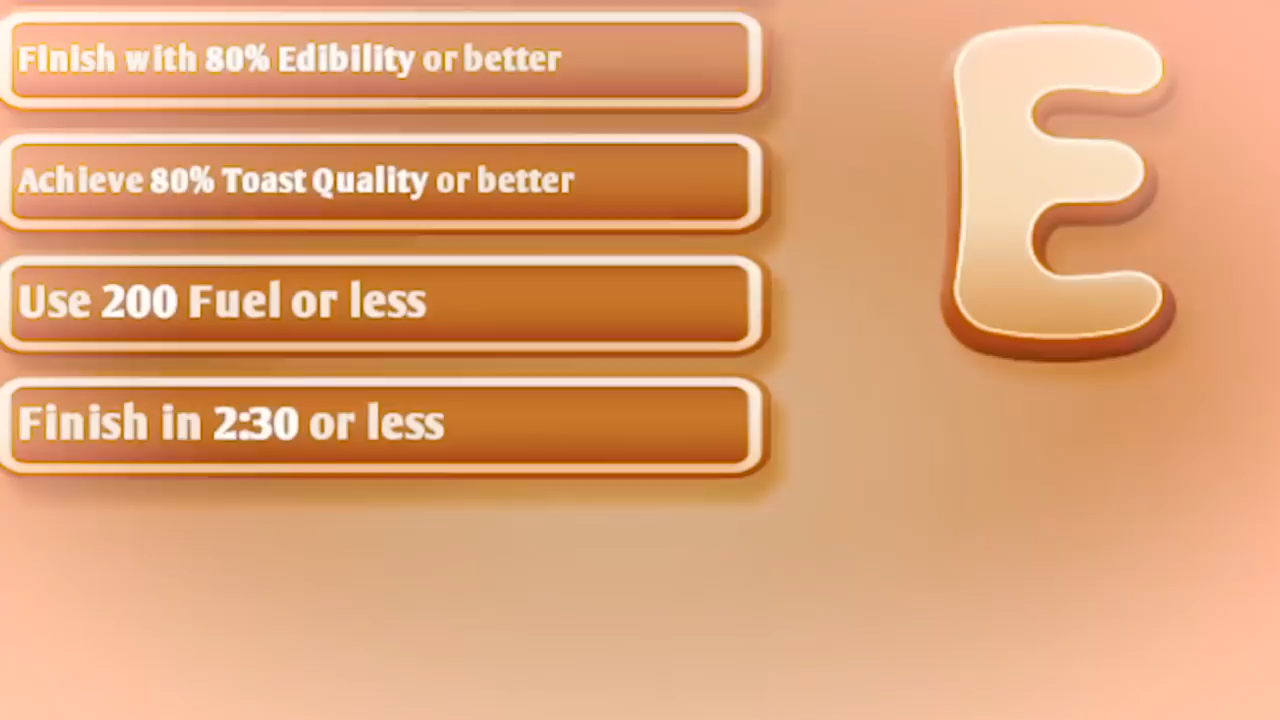 Finish with 80% Edibility or better
E
Achieve 80% Toast Quality or better
Use 200 Fuel or less
Finish in 2:30 or less